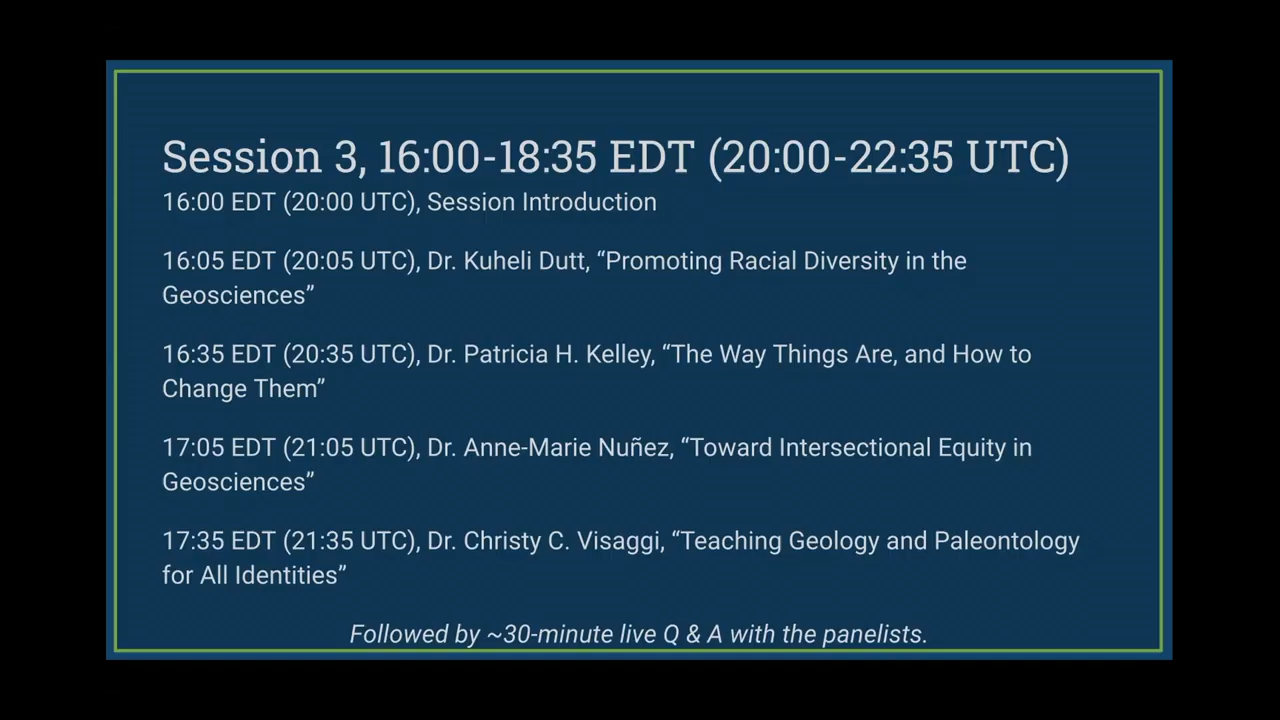 Session 3, 16:00-18:35 EDT (20:00-22:35 UTC)
16:00 EDT (20:00 UTC), Session Introduction
16:05 EDT (20:05 UTC), Dr. Kuheli Dutt, “Promoting Racial Diversity in the
Geosciences”
16:35 EDT (20:35 UTC), Dr. Patricia H. Kelley, “The Way Things Are, and How to
Change Them”
17:05 EDT (21:05 UTC), Dr. Anne-Marie Nuñez, “Toward Intersectional Equity in
Geosciences”
17:35 EDT (21:35 UTC), Dr. Christy C. Visaggi, “Teaching Geology and Paleontology
for All Identities”
Followed by ~30-minute live Q & A with the panelists.